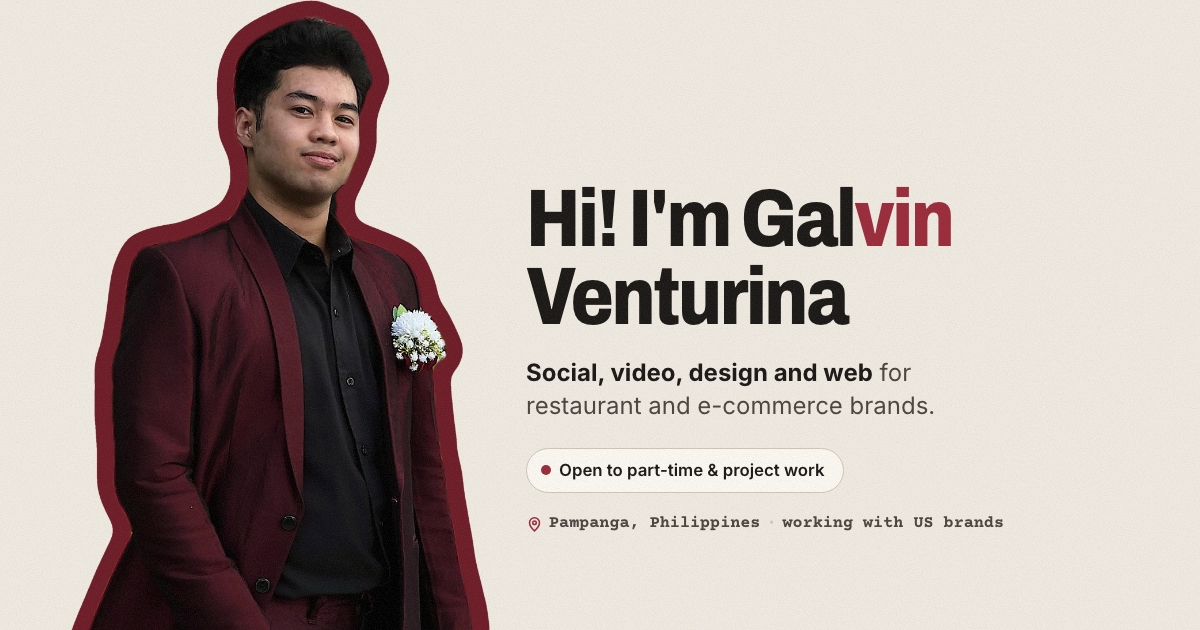 Hi! I'm Galvin
Venturina
Social, video, design and web for
restaurant and e-commerce brands.
Open to part-time & project work
Pampanga, Philippines · working with US brands